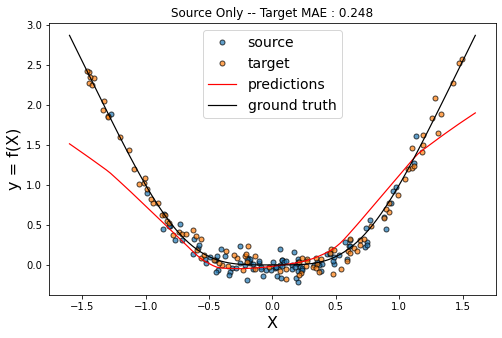 Source Only -- Target MAE : 0.248
source
target
predictions
ground truth
y = f(X)
3.0
2.5
2.0
1.5
1.0
0.5
0.0
−1.5 −1.0 −0.5 0.0 0.5 1.0 1.5
X